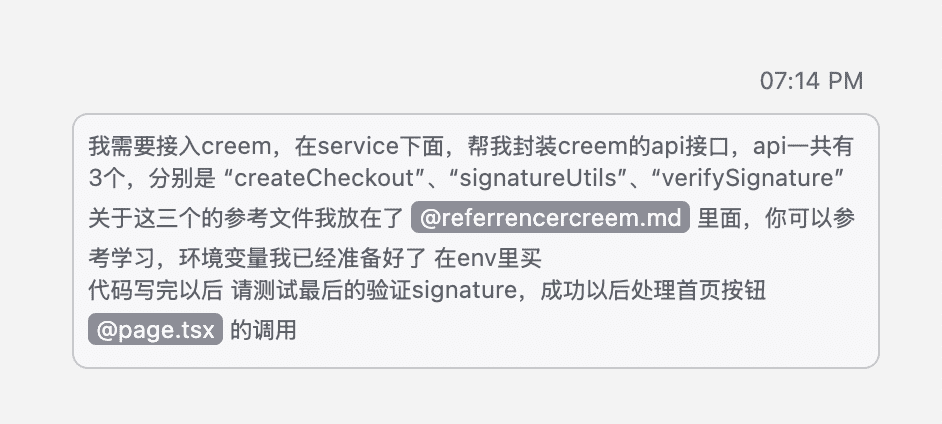 07:14 PM
我需要接入creem，在service下面，帮我封装creem的api接口，api一共有
3个，分别是 “createCheckout”、“signatureUtils”、“verifySignature”
关于这三个的参考文件我放在了 @referrencercreem.md 里面，你可以参
考学习，环境变量我已经准备好了 在env里买
代码写完以后 请测试最后的验证signature，成功以后处理首页按钮
@page.tsx 的调用